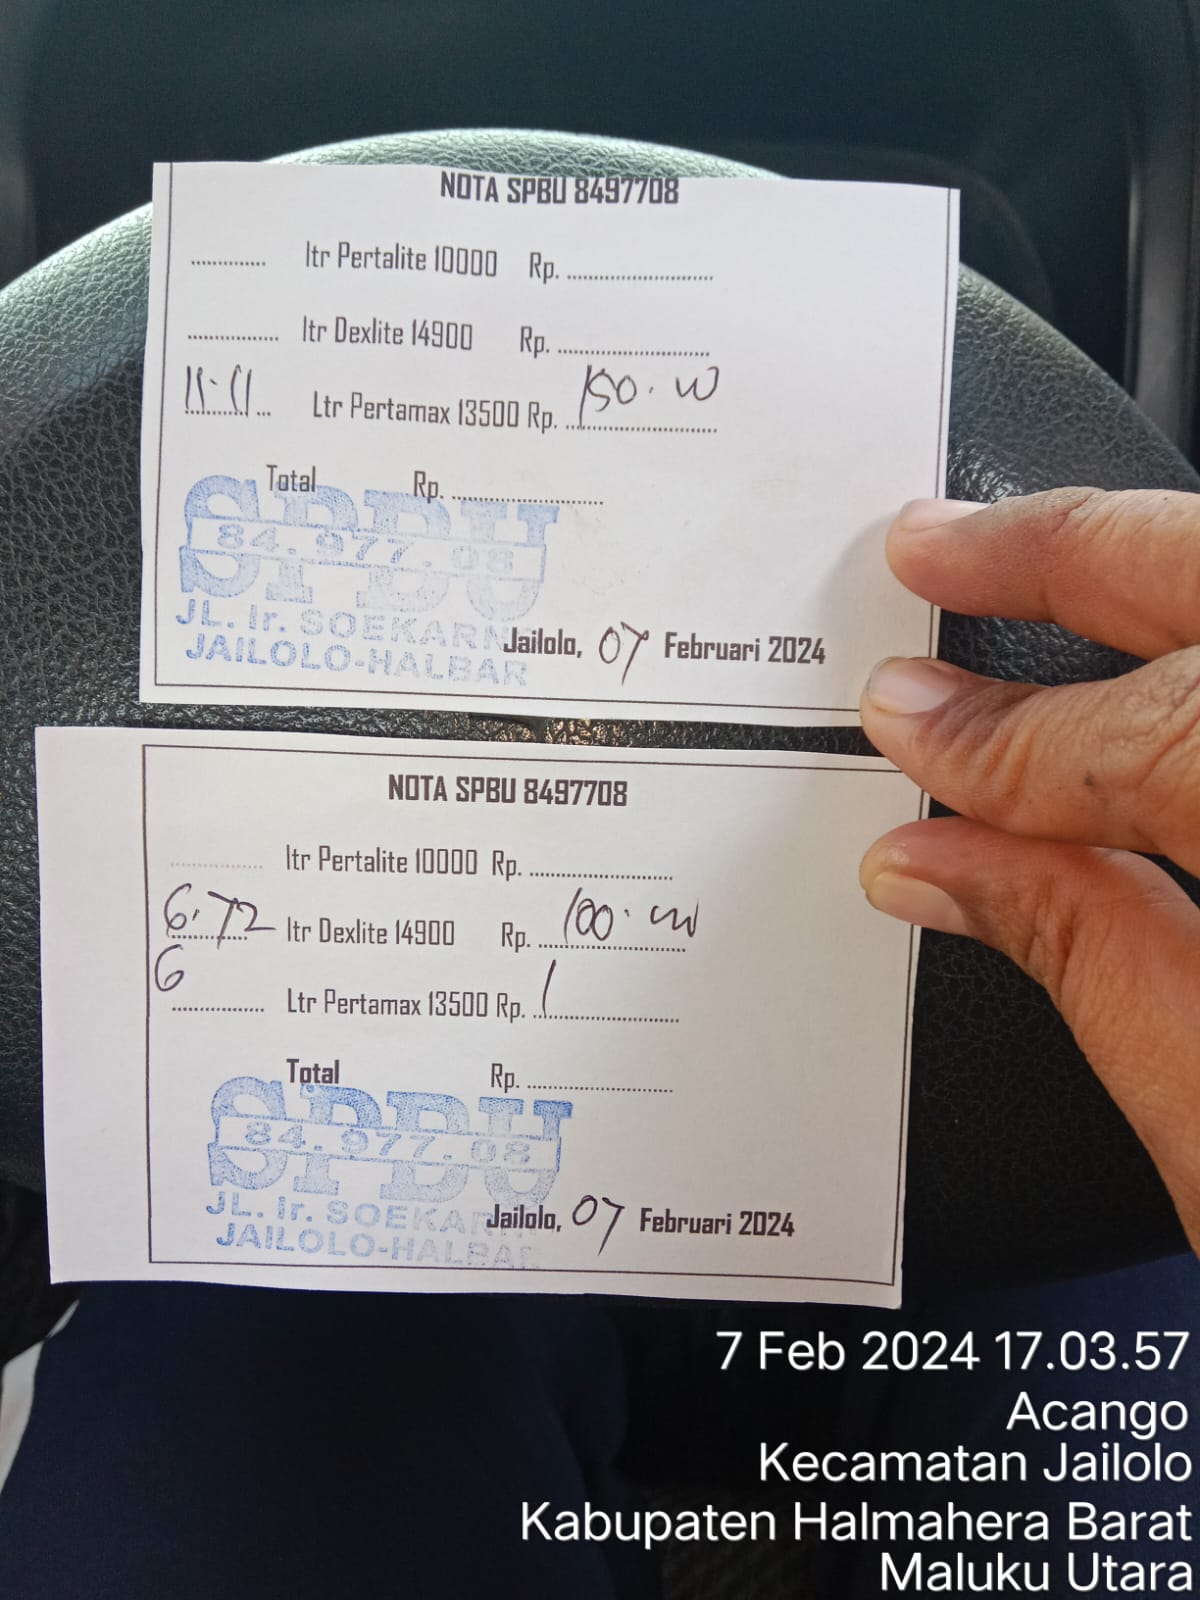 NOTA SPBU 8497708
.............. ltr Pertalite 10000 Rp. ............................
................. ltr Dexlite 14900 Rp. .............................
11.11 Ltr Pertamax 13500 Rp. 150.
Total Rp. .............................
SPBU
84.977.08
JL. Ir. SOEKARN
JAILOLO-HALBAR
Jailolo, 07 Februari 2024
NOTA SPBU 8497708
................. ltr Pertalite 10000 Rp. ............................
6.72 ltr Dexlite 14900 Rp. 100.
6
................. Ltr Pertamax 13500 Rp. ............................
Total Rp. ............................
SPBU
84.977.08
JL. Ir. SOEKAR
JAILOLO-HALBAR
Jailolo, 07 Februari 2024
7 Feb 2024 17.03.57
Acango
Kecamatan Jailolo
Kabupaten Halmahera Barat
Maluku Utara